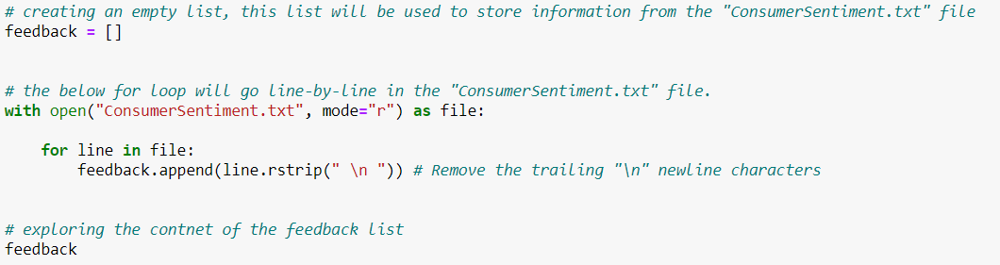 # creating an empty list, this list will be used to store information from the "ConsumerSentiment.txt" file
feedback = []
# the below for loop will go line-by-line in the "ConsumerSentiment.txt" file.
with open("ConsumerSentiment.txt", mode="r") as file:
for line in file:
feedback.append(line.rstrip(" \n ")) # Remove the trailing "\n" newline characters
# exploring the contnet of the feedback list
feedback